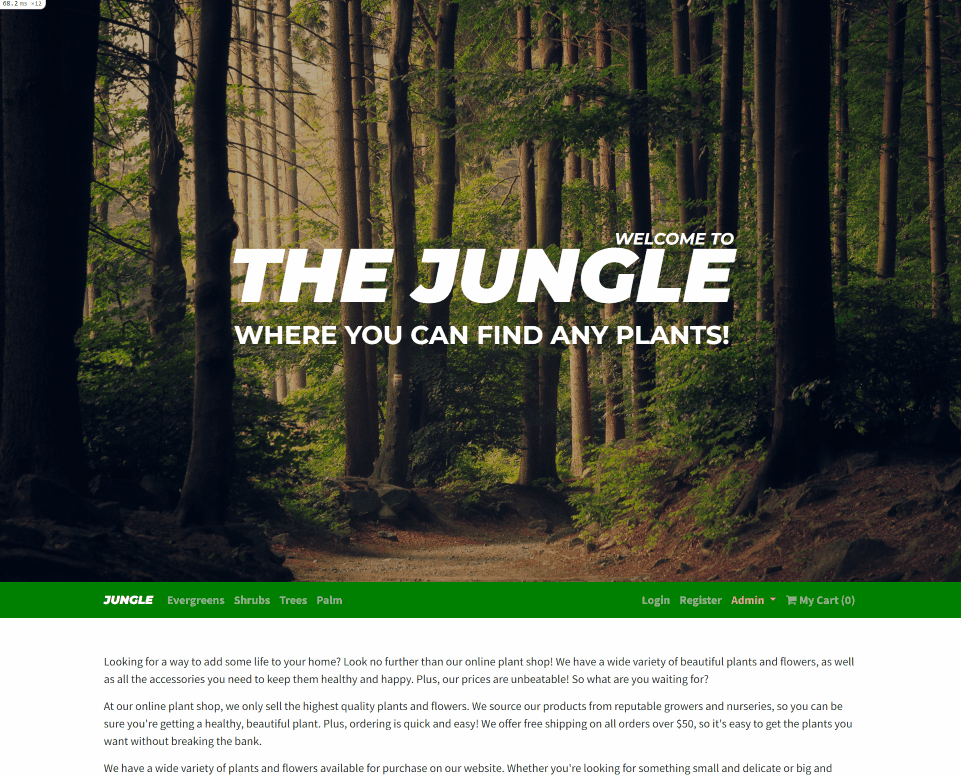 68.2 ms ×12
WELCOME TO
THE JUNGLE
WHERE YOU CAN FIND ANY PLANTS!
JUNGLE Evergreens Shrubs Trees Palm Login Register Admin My Cart (0)
Looking for a way to add some life to your home? Look no further than our online plant shop! We have a wide variety of beautiful plants and flowers, as well
as all the accessories you need to keep them healthy and happy. Plus, our prices are unbeatable! So what are you waiting for?
At our online plant shop, we only sell the highest quality plants and flowers. We source our products from reputable growers and nurseries, so you can be
sure you're getting a healthy, beautiful plant. Plus, ordering is quick and easy! We offer free shipping on all orders over $50, so it's easy to get the plants you
want without breaking the bank.
We have a wide variety of plants and flowers available for purchase on our website. Whether you're looking for something small and delicate or big and